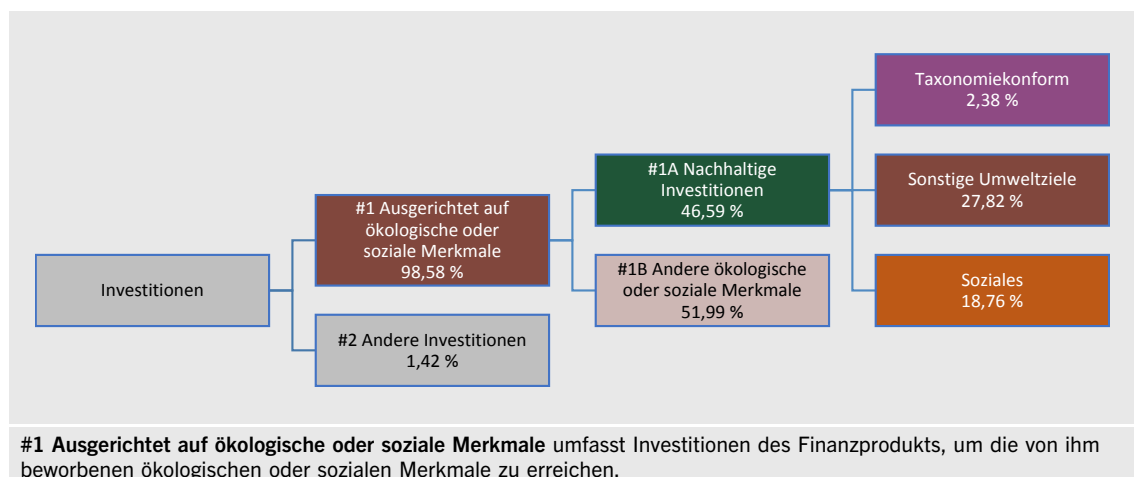 Investitionen
#1 Ausgerichtet auf
ökologische oder
soziale Merkmale
98,58 %
#2 Andere Investitionen
1,42 %
#1A Nachhaltige
Investitionen
46,59 %
#1B Andere ökologische
oder soziale Merkmale
51,99 %
Taxonomiekonform
2,38 %
Sonstige Umweltziele
27,82 %
Soziales
18,76 %
#1 Ausgerichtet auf ökologische oder soziale Merkmale umfasst Investitionen des Finanzprodukts, um die von ihm
beworbenen ökologischen oder sozialen Merkmale zu erreichen.